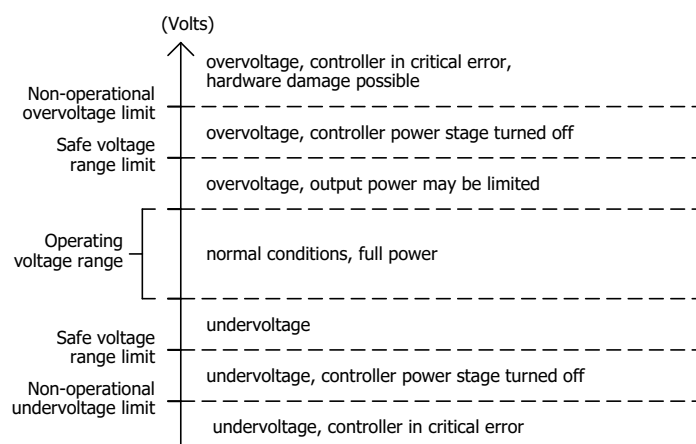 (Volts)
overvoltage, controller in critical error,
hardware damage possible
Non-operational
overvoltage limit
overvoltage, controller power stage turned off
Safe voltage
range limit
overvoltage, output power may be limited
Operating
voltage range
normal conditions, full power
undervoltage
Safe voltage
range limit
undervoltage, controller power stage turned off
Non-operational
undervoltage limit
undervoltage, controller in critical error